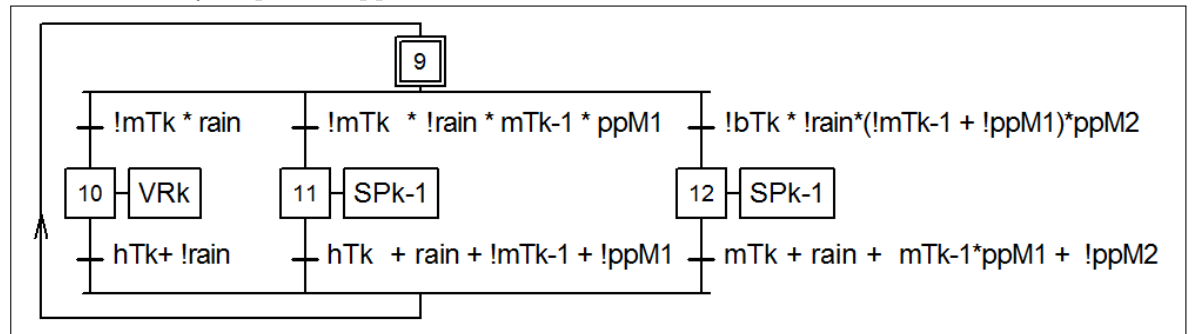 9
!mTk * rain !mTk * !rain * mTk-1 * ppM1 !bTk * !rain*(!mTk-1 + !ppM1)*ppM2
10 VRk 11 SPk-1 12 SPk-1
hTk+ !rain hTk + rain + !mTk-1 + !ppM1 mTk + rain + mTk-1*ppM1 + !ppM2